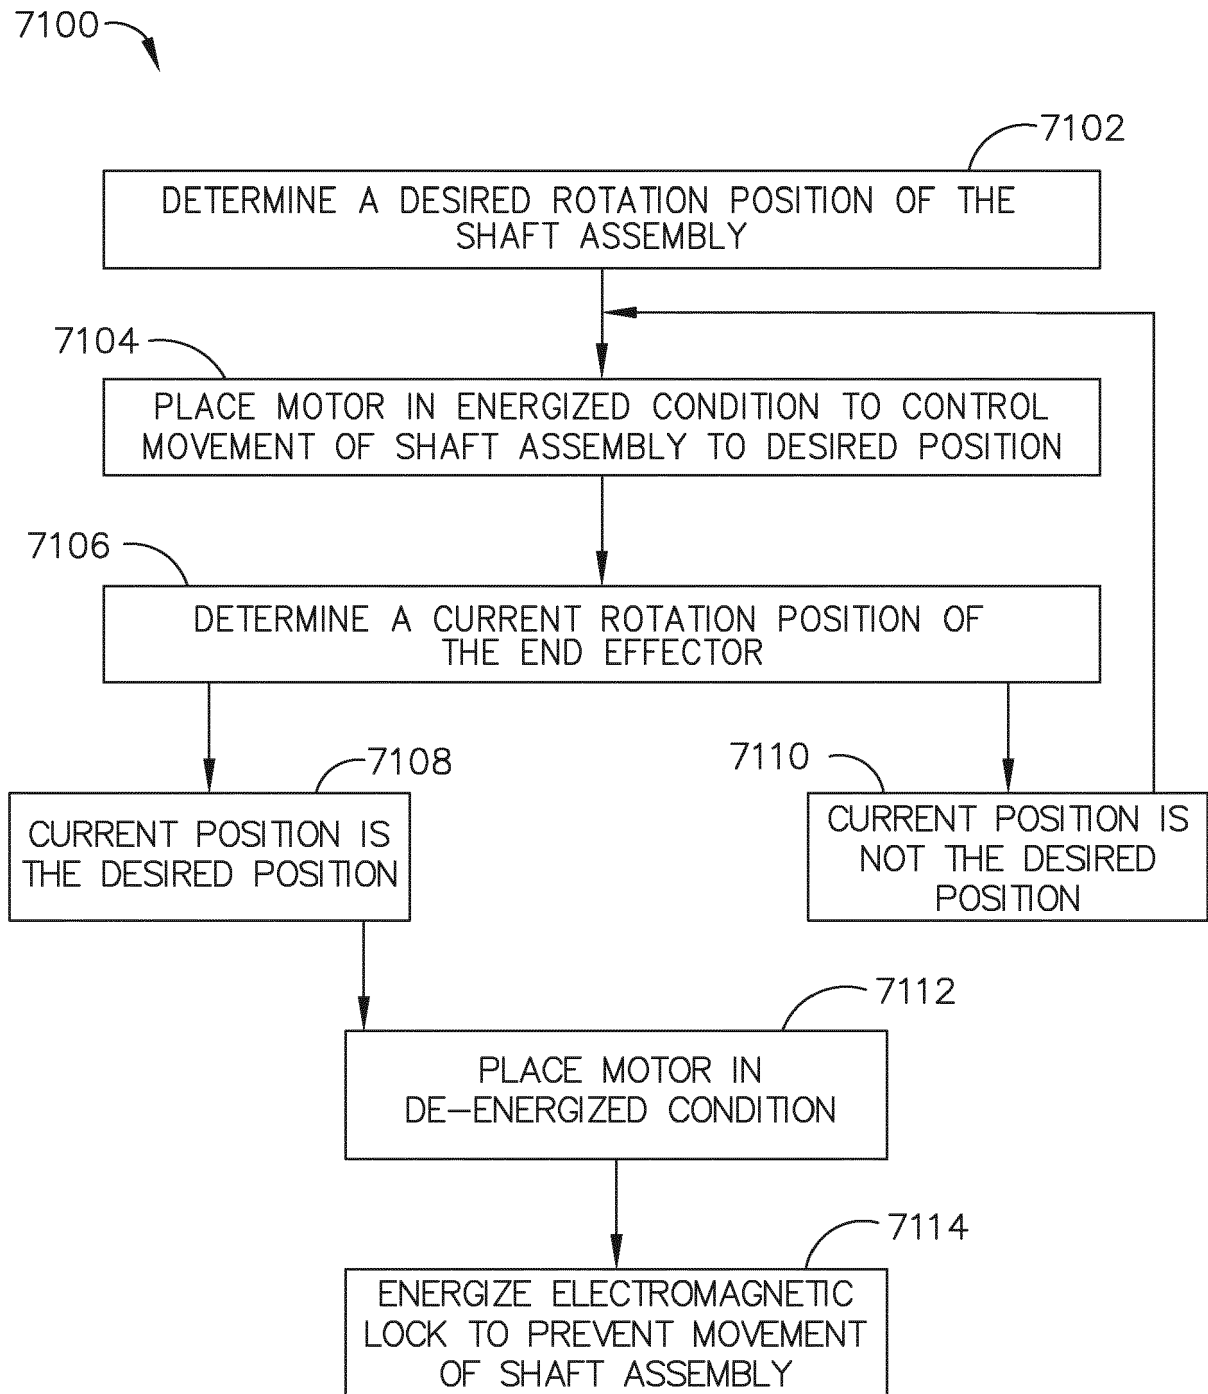 7100
7102
DETERMINE A DESIRED ROTATION POSITION OF THE
SHAFT ASSEMBLY
7104
PLACE MOTOR IN ENERGIZED CONDITION TO CONTROL
MOVEMENT OF SHAFT ASSEMBLY TO DESIRED POSITION
7106
DETERMINE A CURRENT ROTATION POSITION OF
THE END EFFECTOR
7108
CURRENT POSITION IS
THE DESIRED POSITION
7110
CURRENT POSITION IS
NOT THE DESIRED
POSITION
7112
PLACE MOTOR IN
DE-ENERGIZED CONDITION
7114
ENERGIZE ELECTROMAGNETIC
LOCK TO PREVENT MOVEMENT
OF SHAFT ASSEMBLY